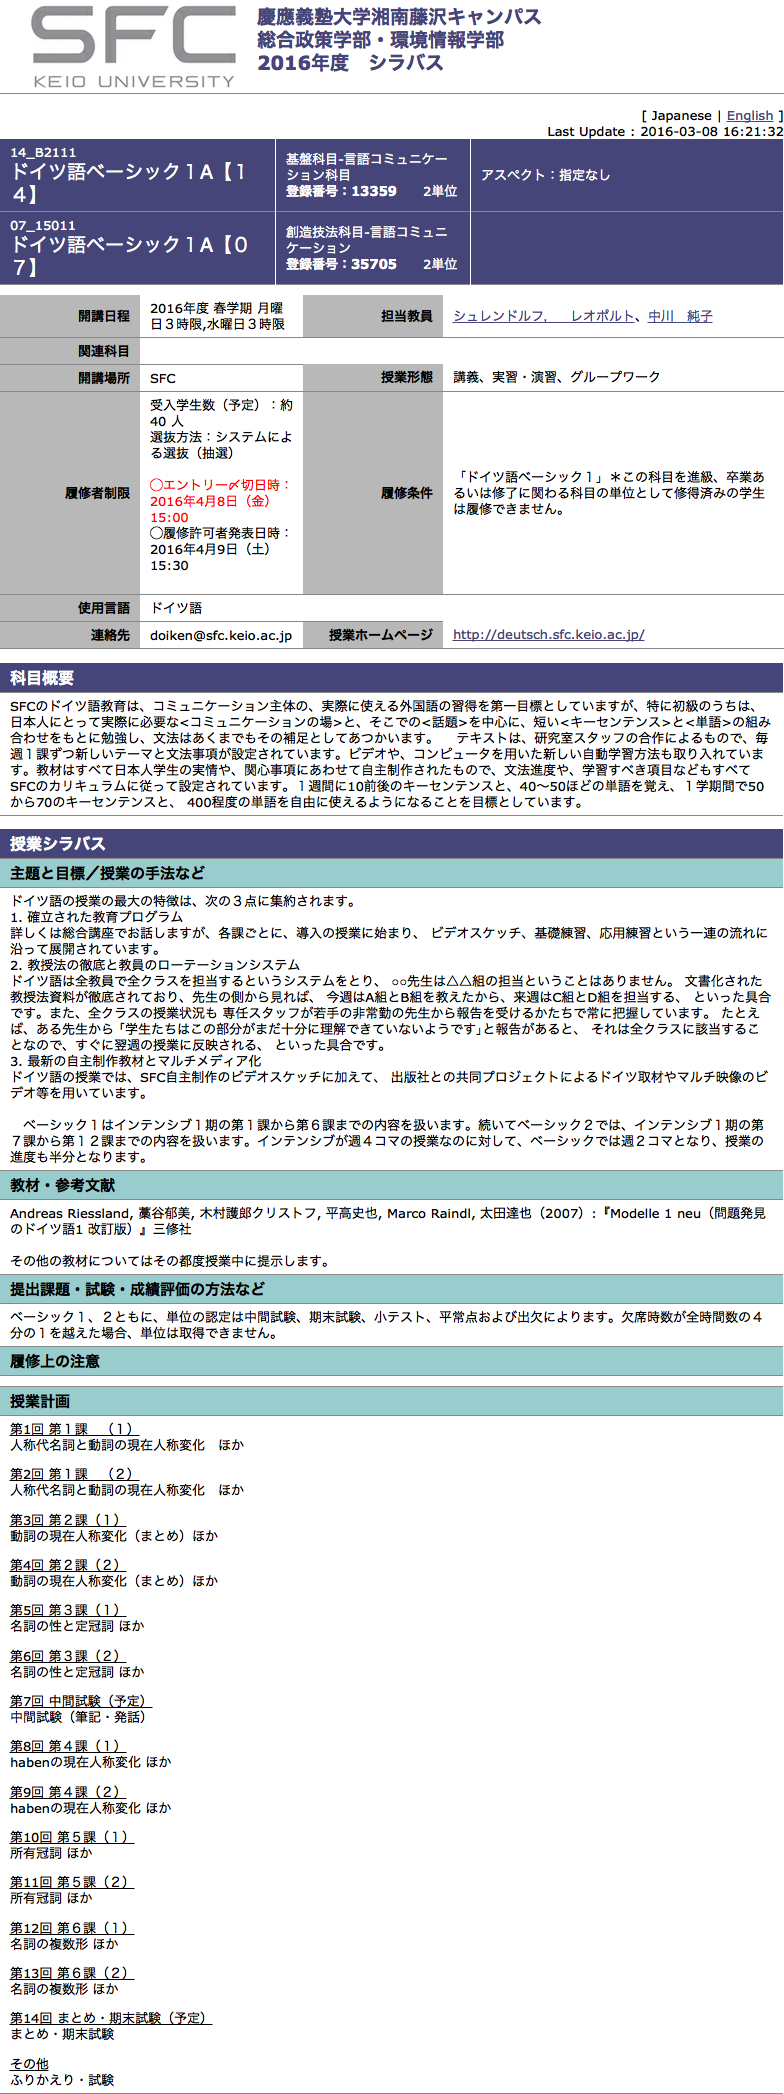 SFC
KEIO UNIVERSITY
慶應義塾大学湘南藤沢キャンパス
総合政策学部・環境情報学部
2016年度　シラバス
[ Japanese | English ]
Last Update : 2016-03-08 16:21:32
14_B2111
ドイツ語ベーシック１A【１
４】
基盤科目-言語コミュニケー
ション科目
登録番号：13359　　2単位
アスペクト：指定なし
07_15011
ドイツ語ベーシック１A【０
７】
創造技法科目-言語コミュニ
ケーション
登録番号：35705　　2単位
開講日程
2016年度 春学期 月曜
日３時限,水曜日３時限
担当教員
シュレンドルフ,　　レオポルト、中川　純子
関連科目
開講場所
SFC
授業形態
講義、実習・演習、グループワーク
履修者制限
受入学生数（予定）：約
40 人
選抜方法：システムによ
る選抜（抽選）
◯エントリー〆切日時：
2016年4月8日（金）
15:00
◯履修許可者発表日時：
2016年4月9日（土）
15:30
履修条件
「ドイツ語ベーシック１」＊この科目を進級、卒業あ
るいは修了に関わる科目の単位として修得済みの学生
は履修できません。
使用言語
ドイツ語
連絡先
doiken@sfc.keio.ac.jp
授業ホームページ
http://deutsch.sfc.keio.ac.jp/
科目概要
SFCのドイツ語教育は、コミュニケーション主体の、実際に使える外国語の習得を第一目標としていますが、特に初級のうちは、
日本人にとって実際に必要な<コミュニケーションの場>と、そこでの<話題>を中心に、短い<キーセンテンス>と<単語>の組み
合わせをもとに勉強し、文法はあくまでもその補足としてあつかいます。　　テキストは、研究室スタッフの合作によるもので、毎
週１課ずつ新しいテーマと文法事項が設定されています。ビデオや、コンピュータを用いた新しい自動学習方法も取り入れていま
す。教材はすべて日本人学生の実情や、関心事項にあわせて自主制作されたもので、文法進度や、学習すべき項目などもすべて
SFCのカリキュラムに従って設定されています。１週間に10前後のキーセンテンスと、40〜50ほどの単語を覚え、１学期間で50
から70のキーセンテンスと、 400程度の単語を自由に使えるようになることを目標としています。
授業シラバス
主題と目標／授業の手法など
ドイツ語の授業の最大の特徴は、次の３点に集約されます。
1. 確立された教育プログラム
詳しくは総合講座でお話しますが、各課ごとに、導入の授業に始まり、 ビデオスケッチ、基礎練習、応用練習という一連の流れに
沿って展開されています。
2. 教授法の徹底と教員のローテーションシステム
ドイツ語は全教員で全クラスを担当するというシステムをとり、 ○○先生は△△組の担当ということはありません。 文書化された
教授法資料が徹底されており、先生の側から見れば、 今週はA組とB組を教えたから、来週はC組とD組を担当する、 といった具合
です。また、全クラスの授業状況も 専任スタッフが若手の非常勤の先生から報告を受けるかたちで常に把握しています。 たとえ
ば、ある先生から ｢学生たちはこの部分がまだ十分に理解できていないようです｣と報告があると、 それは全クラスに該当するこ
となので、すぐに翌週の授業に反映される、 といった具合です。
3. 最新の自主制作教材とマルチメディア化
ドイツ語の授業では、SFC自主制作のビデオスケッチに加えて、 出版社との共同プロジェクトによるドイツ取材やマルチ映像のビ
デオ等を用いています。
　ベーシック１はインテンシブ１期の第１課から第６課までの内容を扱います。続いてベーシック２では、インテンシブ１期の第
７課から第１２課までの内容を扱います。インテンシブが週４コマの授業なのに対して、ベーシックでは週２コマとなり、授業の
進度も半分となります。
教材・参考文献
Andreas Riessland, 藁谷郁美, 木村護郎クリストフ, 平高史也, Marco Raindl, 太田達也（2007）:『Modelle 1 neu（問題発見
のドイツ語1 改訂版）』三修社
その他の教材についてはその都度授業中に提示します。
提出課題・試験・成績評価の方法など
ベーシック１、２ともに、単位の認定は中間試験、期末試験、小テスト、平常点および出欠によります。欠席時数が全時間数の４
分の１を越えた場合、単位は取得できません。
履修上の注意
授業計画
第1回 第１課　（１）
人称代名詞と動詞の現在人称変化　ほか
第2回 第１課　（２）
人称代名詞と動詞の現在人称変化　ほか
第3回 第２課（１）
動詞の現在人称変化（まとめ）ほか
第4回 第２課（２）
動詞の現在人称変化（まとめ）ほか
第5回 第３課（１）
名詞の性と定冠詞 ほか
第6回 第３課（２）
名詞の性と定冠詞 ほか
第7回 中間試験（予定）
中間試験（筆記・発話）
第8回 第４課（１）
habenの現在人称変化 ほか
第9回 第４課（２）
habenの現在人称変化 ほか
第10回 第５課（１）
所有冠詞 ほか
第11回 第５課（２）
所有冠詞 ほか
第12回 第６課（１）
名詞の複数形 ほか
第13回 第６課（２）
名詞の複数形 ほか
第14回 まとめ・期末試験（予定）
まとめ・期末試験
その他
ふりかえり・試験